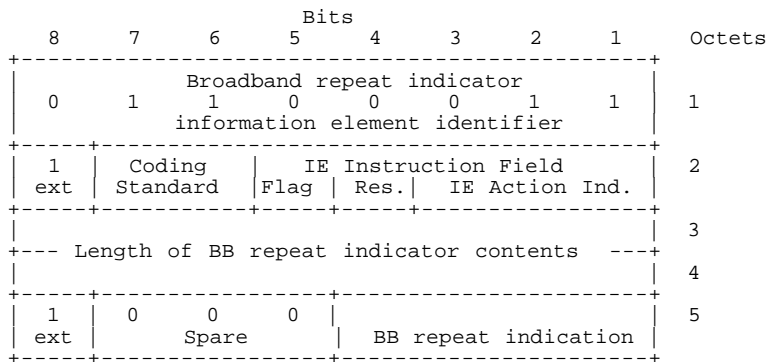 Bits
8 7 6 5 4 3 2 1 Octets
Broadband repeat indicator
0 1 1 0 0 0 1 1 1
information element identifier
1 Coding IE Instruction Field 2
ext Standard Flag Res. IE Action Ind.
3
Length of BB repeat indicator contents
4
1 0 0 0 5
ext Spare BB repeat indication